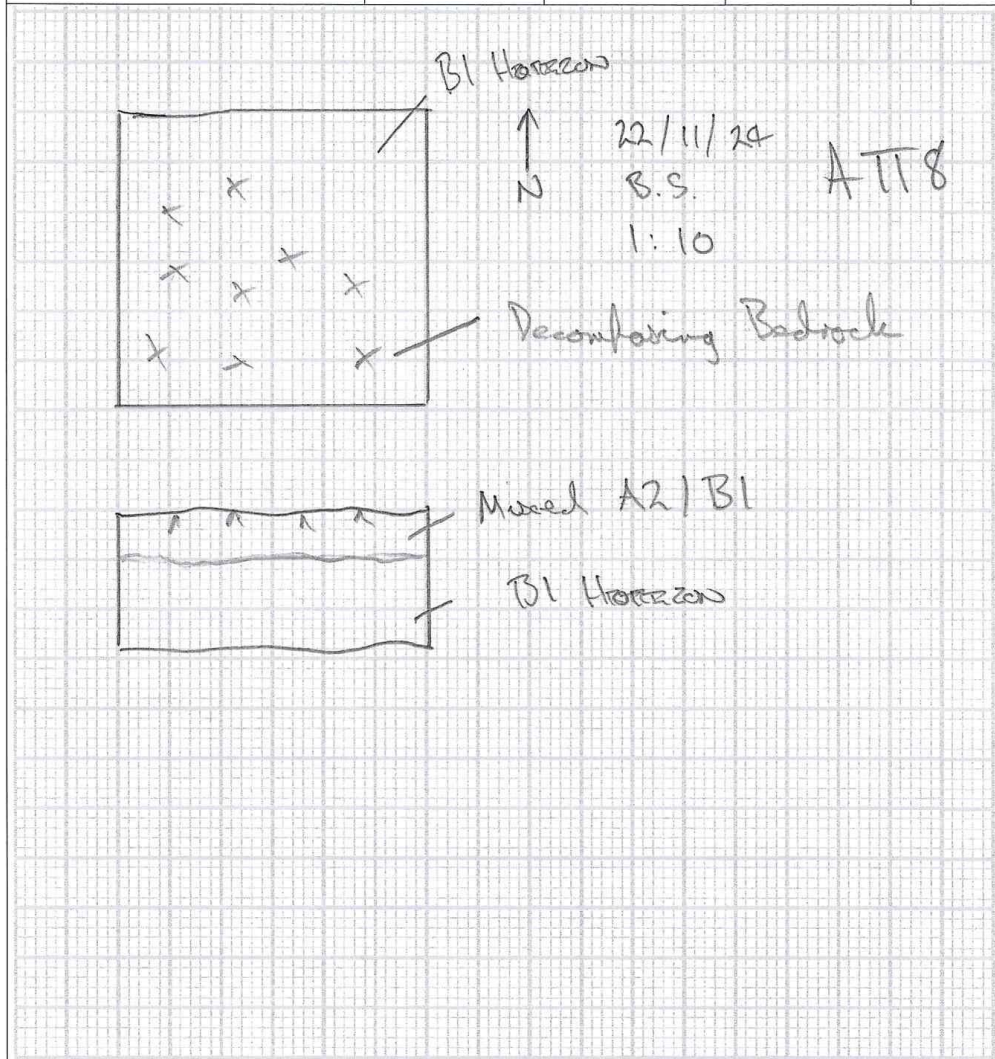 B1 HORIZON
N
22/11/24
B.S.
1:10
ATT8
Decomposing Bedrock
Mixed A2/B1
B1 HORIZON